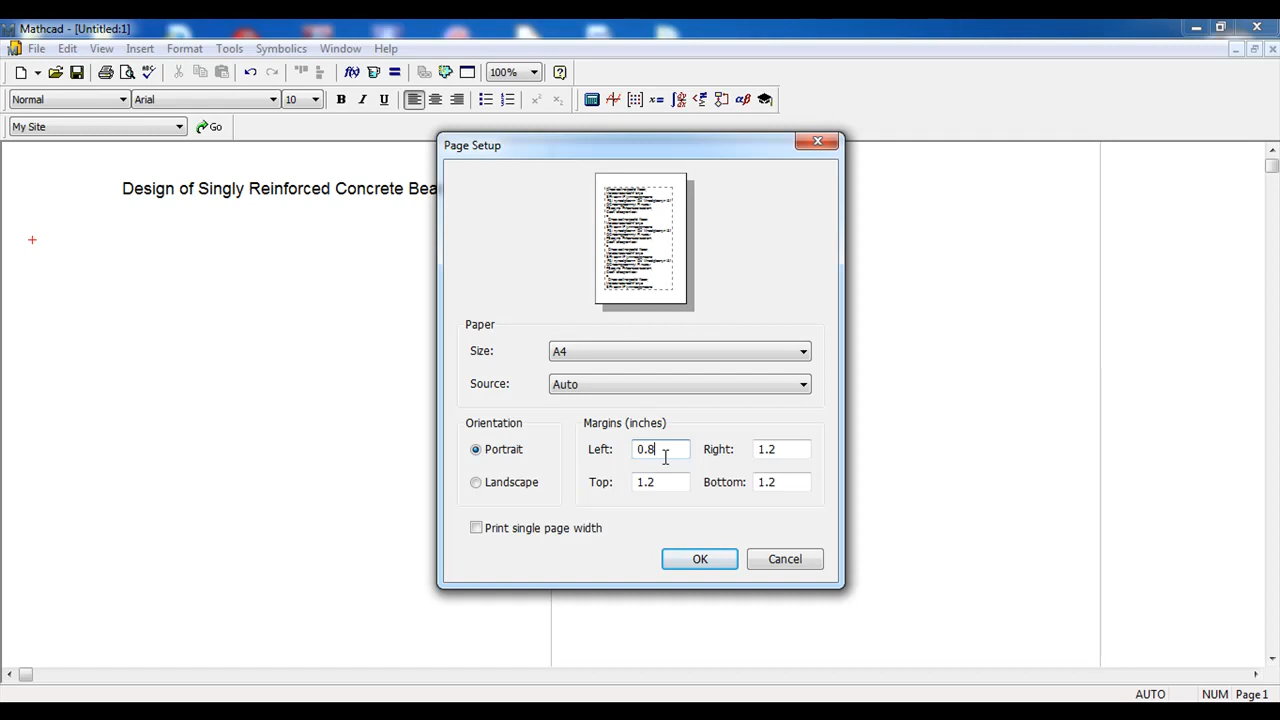 Mathcad - [Untitled:1]
File Edit View Insert Format Tools Symbolics Window Help
100%
Normal Arial 10 B I U
My Site Go
Page Setup
Design of Singly Reinforced Concrete Bea
Paper
Size: A4
Source: Auto
Orientation Margins (inches)
Portrait Left: 0.8 Right: 1.2
Landscape Top: 1.2 Bottom: 1.2
Print single page width
OK Cancel
AUTO NUM Page 1